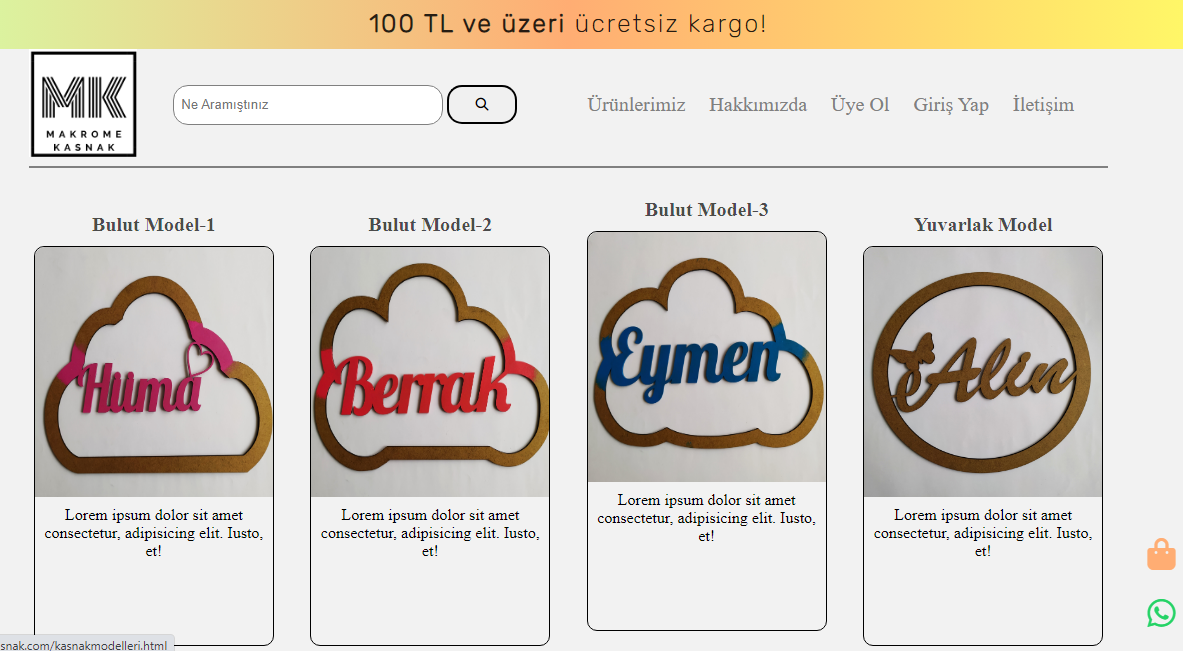 100 TL ve üzeri ücretsiz kargo!
MK
MAKROME
KASNAK
Ne Aramıştınız
Ürünlerimiz Hakkımızda Üye Ol Giriş Yap İletişim
Bulut Model-1
Hüma
Lorem ipsum dolor sit amet
consectetur, adipisicing elit. Iusto,
et!
Bulut Model-2
Berrak
Lorem ipsum dolor sit amet
consectetur, adipisicing elit. Iusto,
et!
Bulut Model-3
Eymen
Lorem ipsum dolor sit amet
consectetur, adipisicing elit. Iusto,
et!
Yuvarlak Model
Alin
Lorem ipsum dolor sit amet
consectetur, adipisicing elit. Iusto,
et!
snak.com/kasnakmodelleri.html